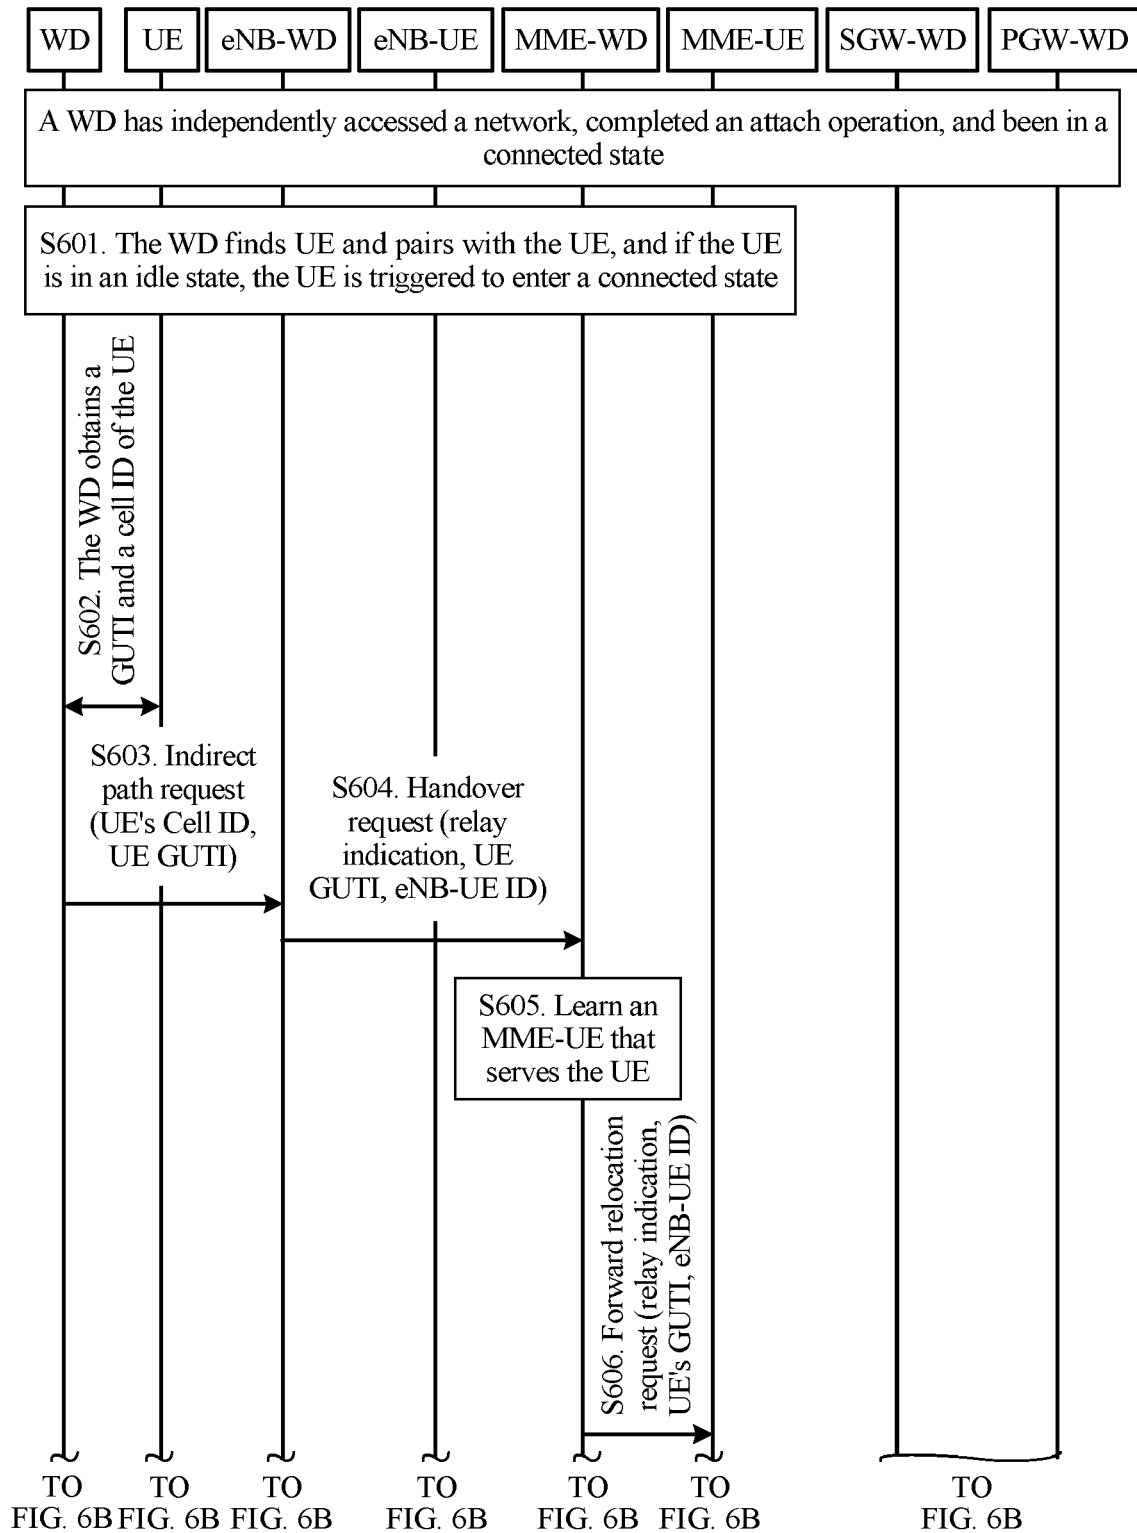 WD UE eNB-WD eNB-UE MME-WD MME-UE SGW-WD PGW-WD
A WD has independently accessed a network, completed an attach operation, and been in a
connected state
S601. The WD finds UE and pairs with the UE, and if the UE
is in an idle state, the UE is triggered to enter a connected state
S602. The WD obtains a
GUTI and a cell ID of the UE
S603. Indirect
path request
(UE's Cell ID,
UE GUTI)
S604. Handover
request (relay
indication, UE
GUTI, eNB-UE ID)
S605. Learn an
MME-UE that
serves the UE
S606. Forward relocation
request (relay indication,
UE's GUTI, eNB-UE ID)
TO
FIG. 6B
TO
FIG. 6B
TO
FIG. 6B
TO
FIG. 6B
TO
FIG. 6B
TO
FIG. 6B
TO
FIG. 6B